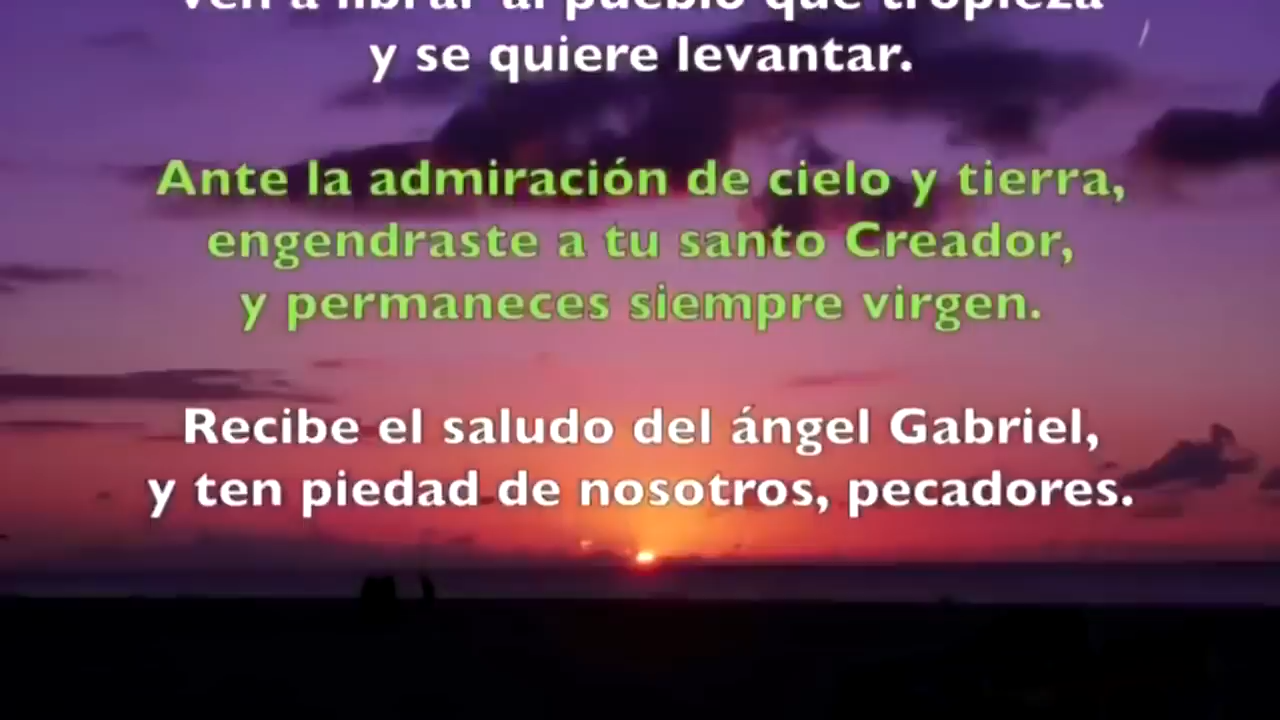 ven a librar al pueblo que tropieza
y se quiere levantar.
Ante la admiración de cielo y tierra,
engendraste a tu santo Creador,
y permaneces siempre virgen.
Recibe el saludo del ángel Gabriel,
y ten piedad de nosotros, pecadores.